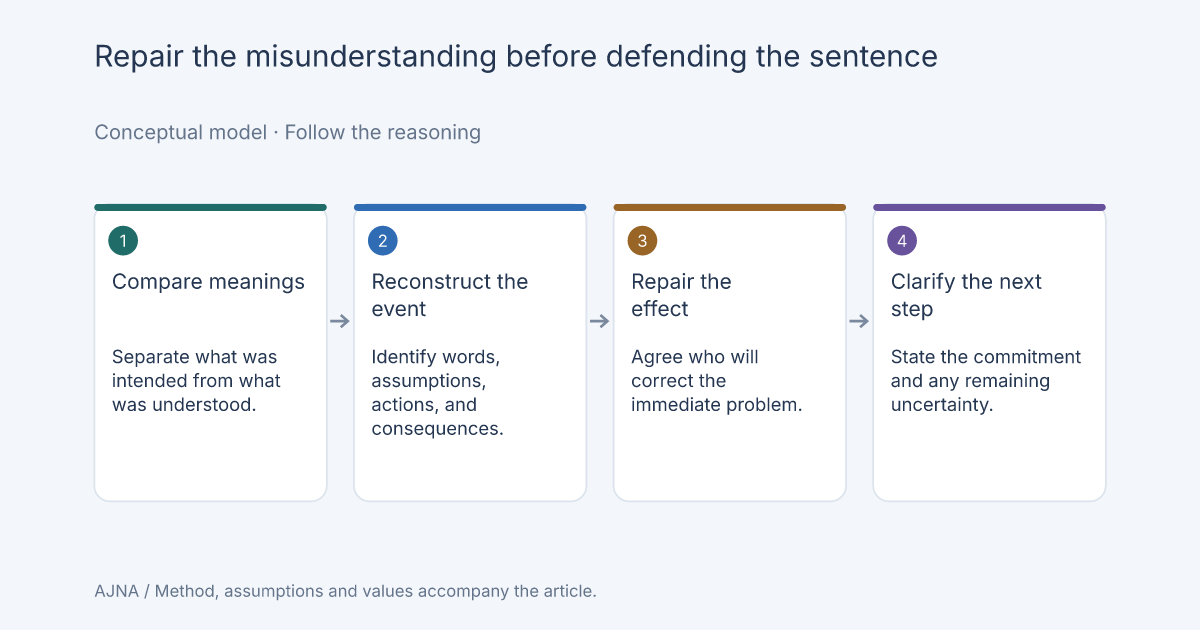 Repair the misunderstanding before defending the sentence
Conceptual model · Follow the reasoning
1
Compare meanings
Separate what was
intended from what
was understood.
2
Reconstruct the
event
Identify words,
assumptions,
actions, and
consequences.
3
Repair the
effect
Agree who will
correct the
immediate problem.
4
Clarify the next
step
State the commitment
and any remaining
uncertainty.
AJNA / Method, assumptions and values accompany the article.